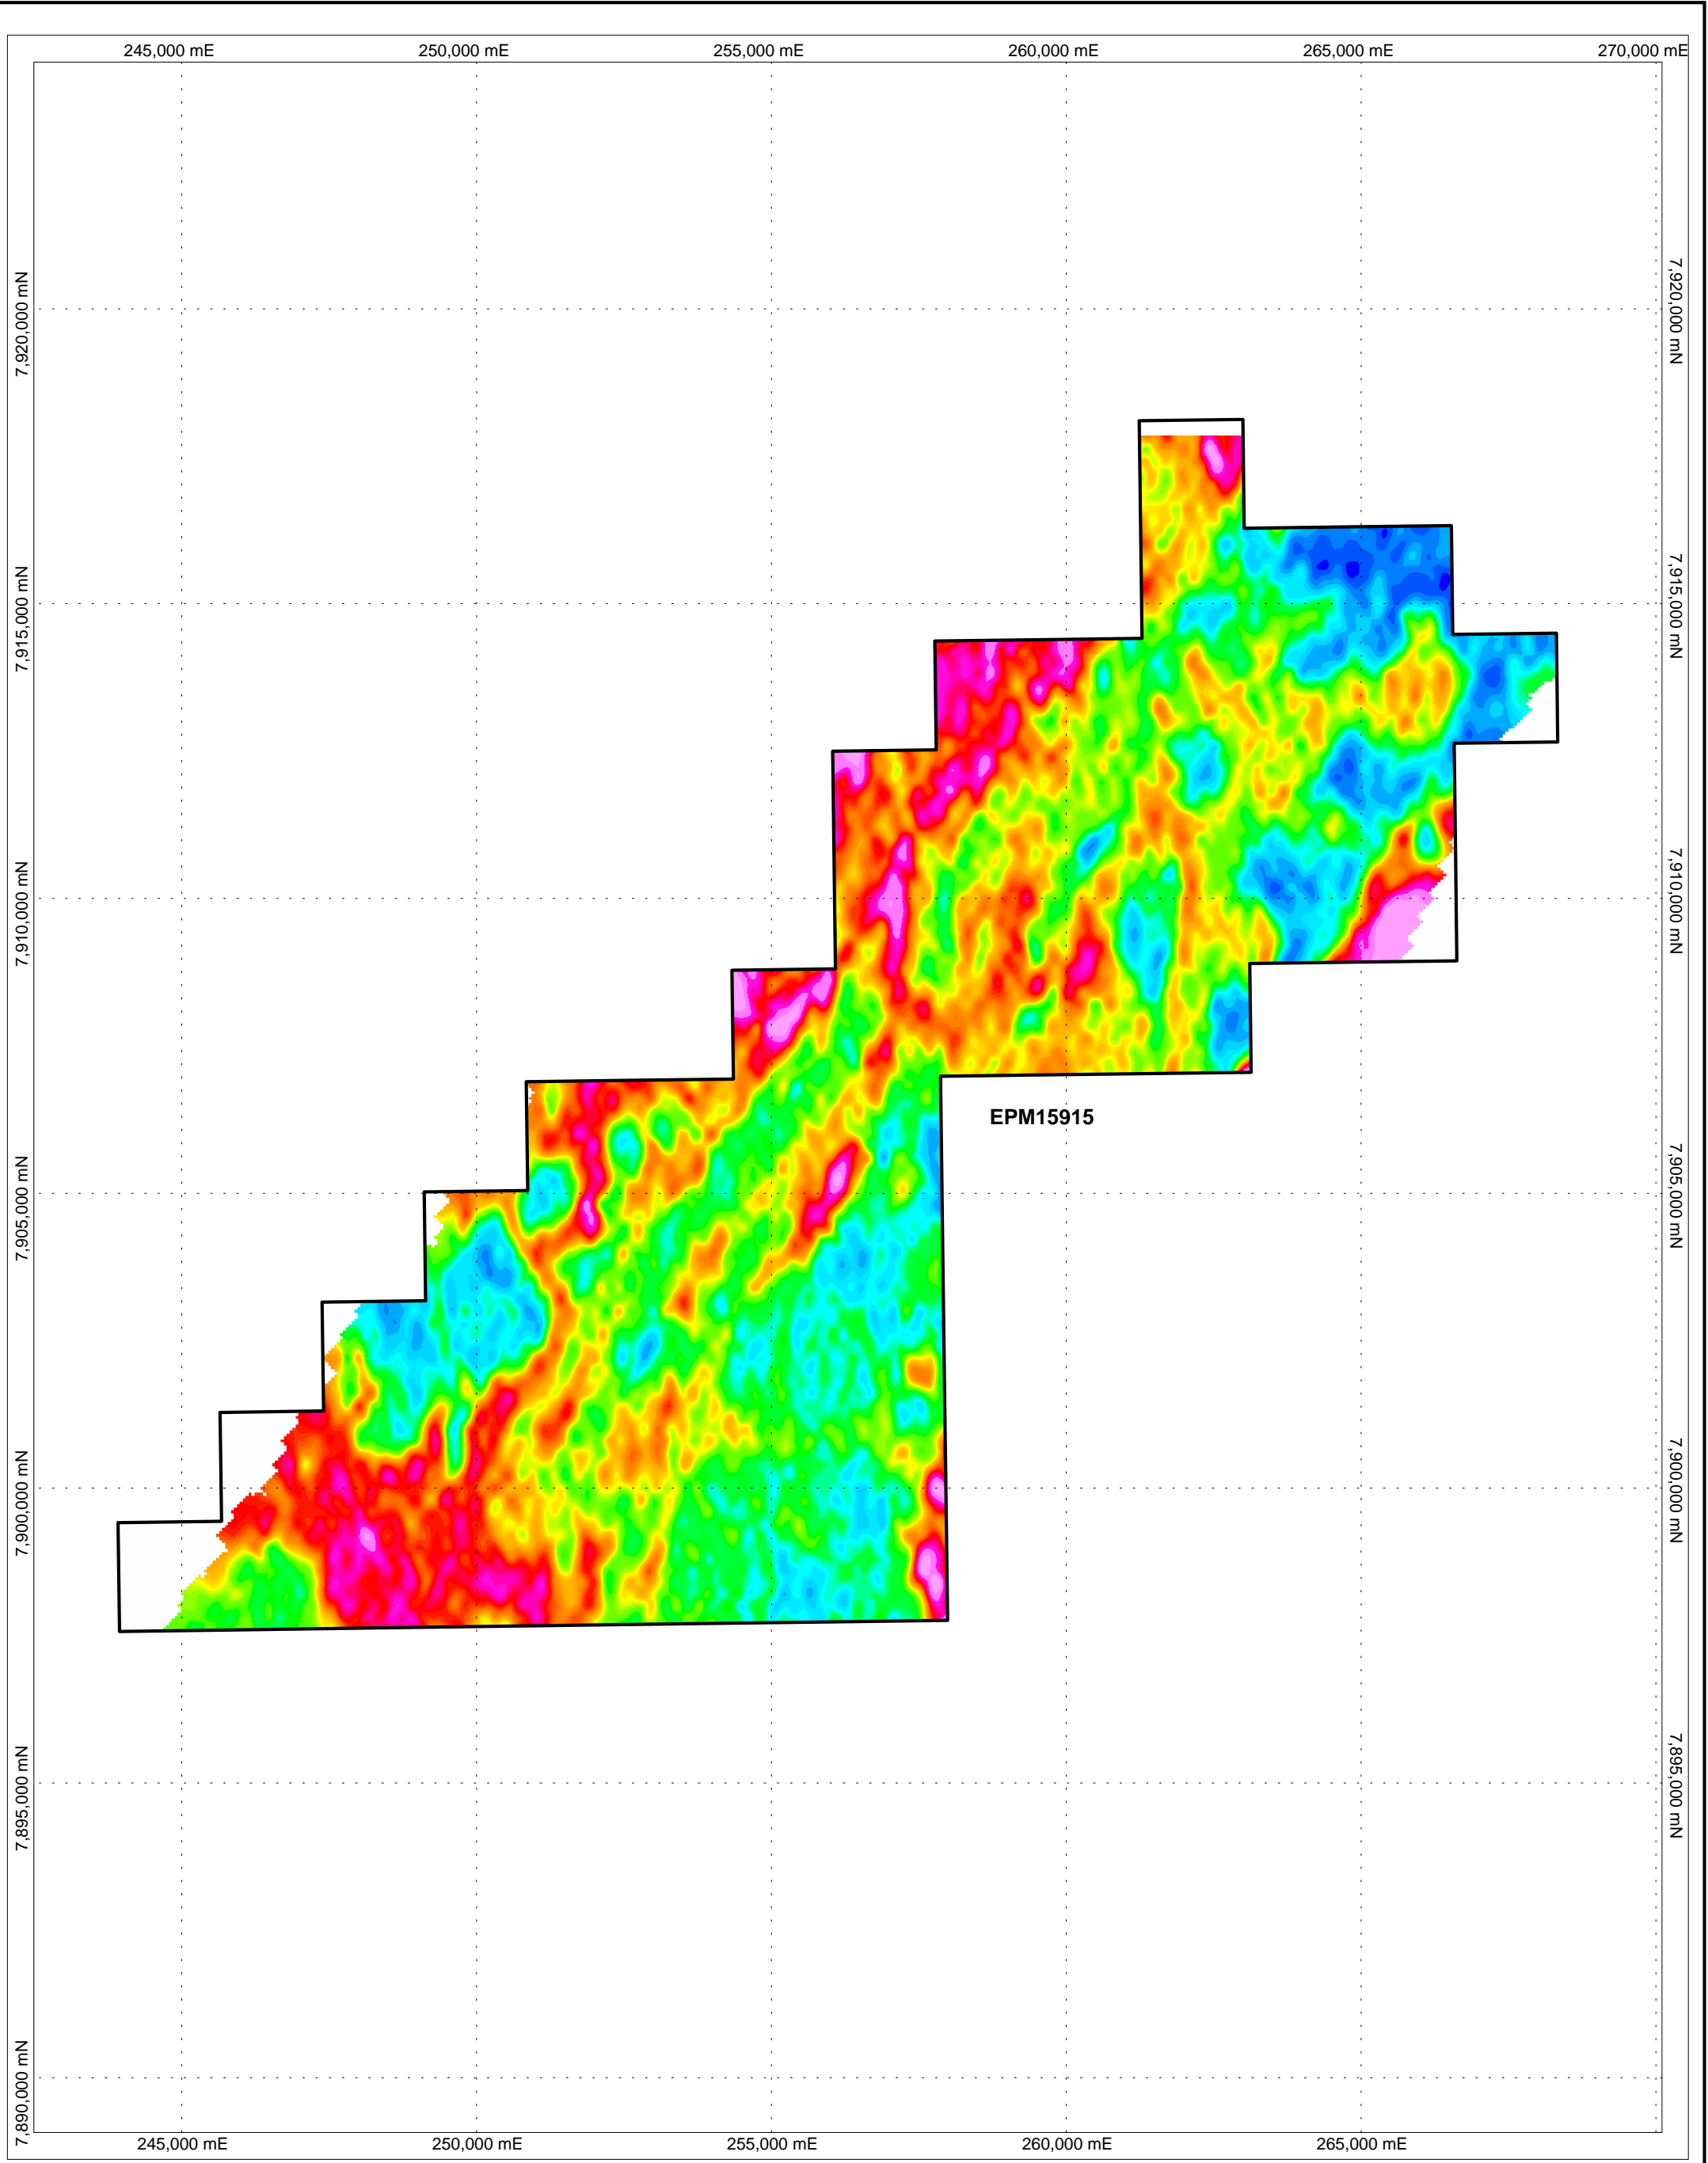 245,000 mE
250,000 mE
255,000 mE
260,000 mE
265,000 mE
270,000 mE
7,920,000 mN
7,920,000 mN
7,915,000 mN
7,915,000 mN
7,910,000 mN
7,910,000 mN
EPM15915
7,905,000 mN
7,905,000 mN
7,900,000 mN
7,900,000 mN
7,895,000 mN
7,895,000 mN
7,890,000 mN
245,000 mE
250,000 mE
255,000 mE
260,000 mE
265,000 mE